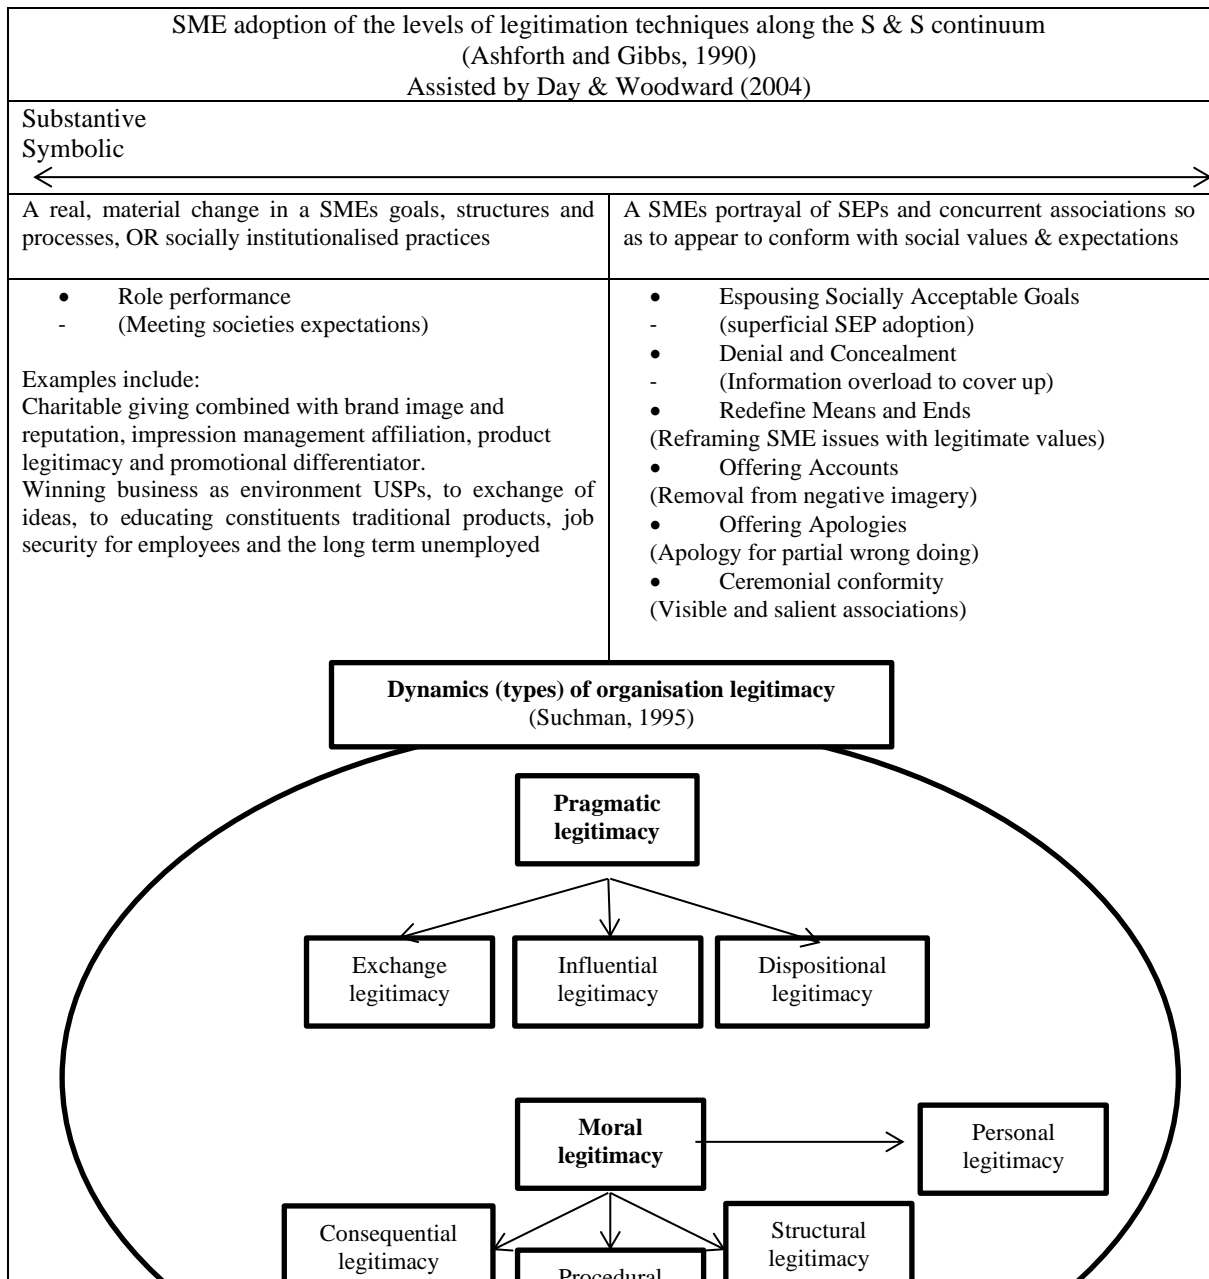 SME adoption of the levels of legitimation techniques along the S & S continuum
(Ashforth and Gibbs, 1990)
Assisted by Day & Woodward (2004)
Substantive
Symbolic
A real, material change in a SMEs goals, structures and
processes, OR socially institutionalised practices
A SMEs portrayal of SEPs and concurrent associations so
as to appear to conform with social values & expectations
• Role performance
- (Meeting societies expectations)
Examples include:
Charitable giving combined with brand image and
reputation, impression management affiliation, product
legitimacy and promotional differentiator.
Winning business as environment USPs, to exchange of
ideas, to educating constituents traditional products, job
security for employees and the long term unemployed
• Espousing Socially Acceptable Goals
- (superficial SEP adoption)
• Denial and Concealment
- (Information overload to cover up)
• Redefine Means and Ends
(Reframing SME issues with legitimate values)
• Offering Accounts
(Removal from negative imagery)
• Offering Apologies
(Apology for partial wrong doing)
• Ceremonial conformity
(Visible and salient associations)
Dynamics (types) of organisation legitimacy
(Suchman, 1995)
Pragmatic
legitimacy
Exchange
legitimacy
Influential
legitimacy
Dispositional
legitimacy
Moral
legitimacy
Personal
legitimacy
Consequential
legitimacy
Structural
legitimacy
Procedural